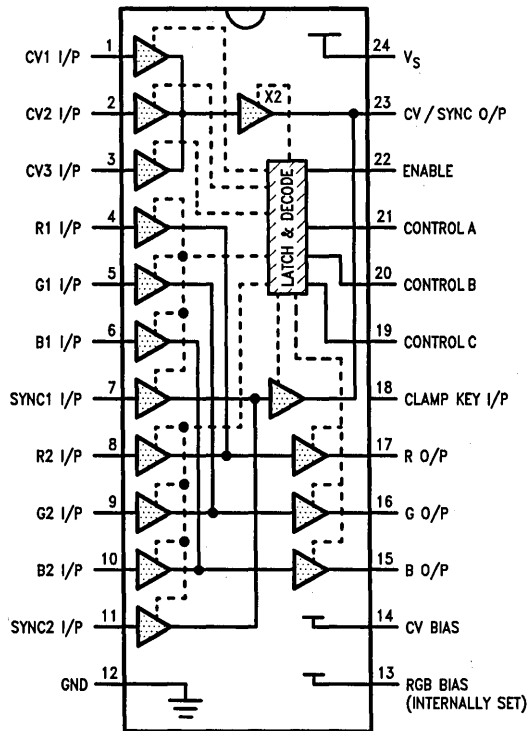 CV1 I/P 1
CV2 I/P 2
CV3 I/P 3
R1 I/P 4
G1 I/P 5
B1 I/P 6
SYNC1 I/P 7
R2 I/P 8
G2 I/P 9
B2 I/P 10
SYNC2 I/P 11
GND 12
X2
LATCH & DECODE
24 VS
23 CV/SYNC O/P
22 ENABLE
21 CONTROL A
20 CONTROL B
19 CONTROL C
18 CLAMP KEY I/P
17 R O/P
16 G O/P
15 B O/P
14 CV BIAS
13 RGB BIAS
(INTERNALLY SET)